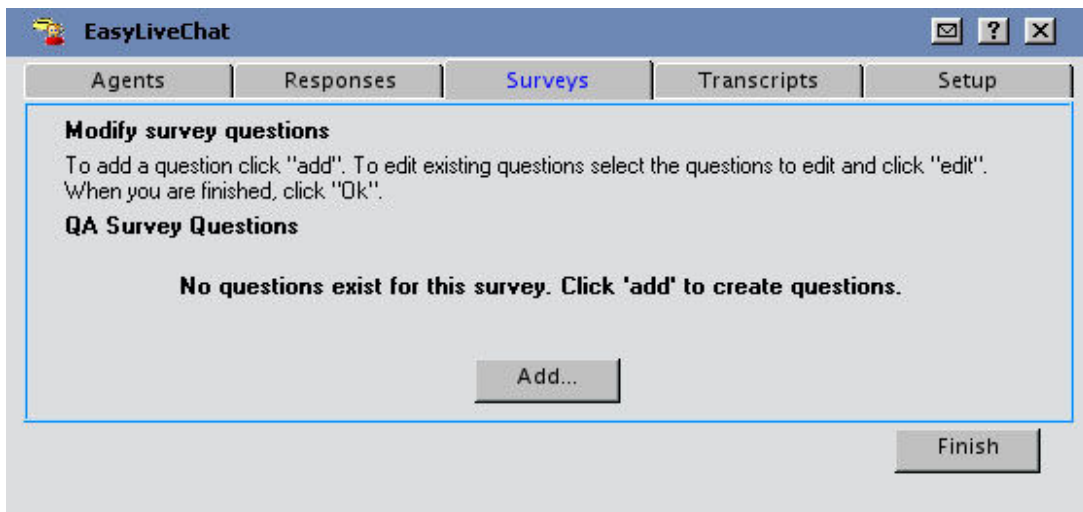 EasyLiveChat
?
Agents Responses Surveys Transcripts Setup
Modify survey questions
To add a question click "add". To edit existing questions select the questions to edit and click "edit".
When you are finished, click "Ok".
QA Survey Questions
No questions exist for this survey. Click 'add' to create questions.
Add...
Finish